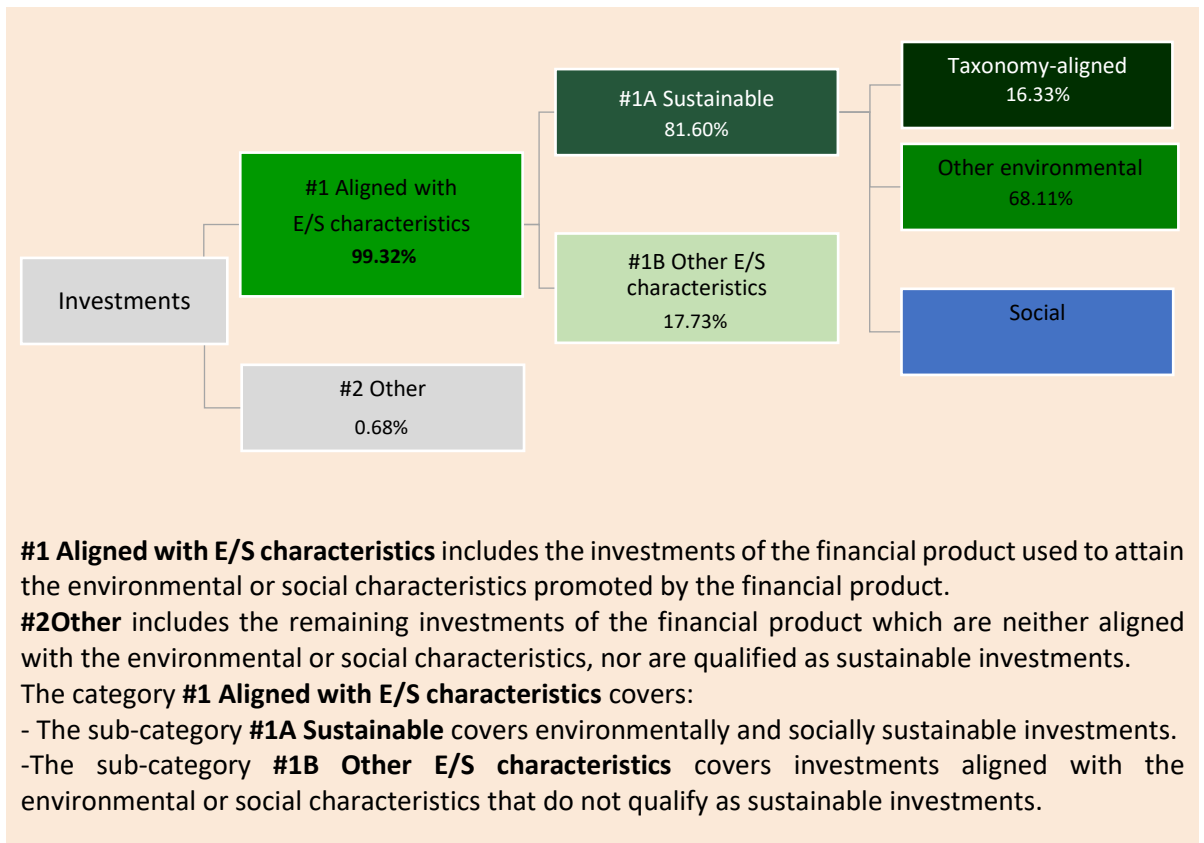 Taxonomy-aligned
16.33%
#1A Sustainable
81.60%
Other environmental
68.11%
#1 Aligned with
E/S characteristics
99.32%
#1B Other E/S
characteristics
17.73%
Investments
Social
#2 Other
0.68%
#1 Aligned with E/S characteristics includes the investments of the financial product used to attain
the environmental or social characteristics promoted by the financial product.
#2Other includes the remaining investments of the financial product which are neither aligned
with the environmental or social characteristics, nor are qualified as sustainable investments.
The category #1 Aligned with E/S characteristics covers:
- The sub-category #1A Sustainable covers environmentally and socially sustainable investments.
-The sub-category #1B Other E/S characteristics covers investments aligned with the
environmental or social characteristics that do not qualify as sustainable investments.